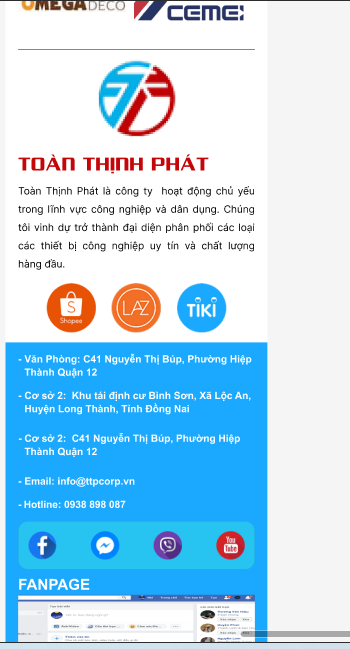 OMEGADECO
CEME
TOÀN THỊNH PHÁT
Toàn Thịnh Phát là công ty hoạt động chủ yếu
trong lĩnh vực công nghiệp và dân dụng. Chúng
tôi vinh dự trở thành đại diện phân phối các loại
các thiết bị công nghiệp uy tín và chất lượng
hàng đầu.
Shopee LAZ TIKI
- Văn Phòng: C41 Nguyễn Thị Búp, Phường Hiệp
Thành Quận 12
- Cơ sở 2: Khu tái định cư Bình Sơn, Xã Lộc An,
Huyện Long Thành, Tỉnh Đồng Nai
- Cơ sở 2: C41 Nguyễn Thị Búp, Phường Hiệp
Thành Quận 12
- Email: info@ttpcorp.vn
- Hotline: 0938 898 087
You
Tube
FANPAGE